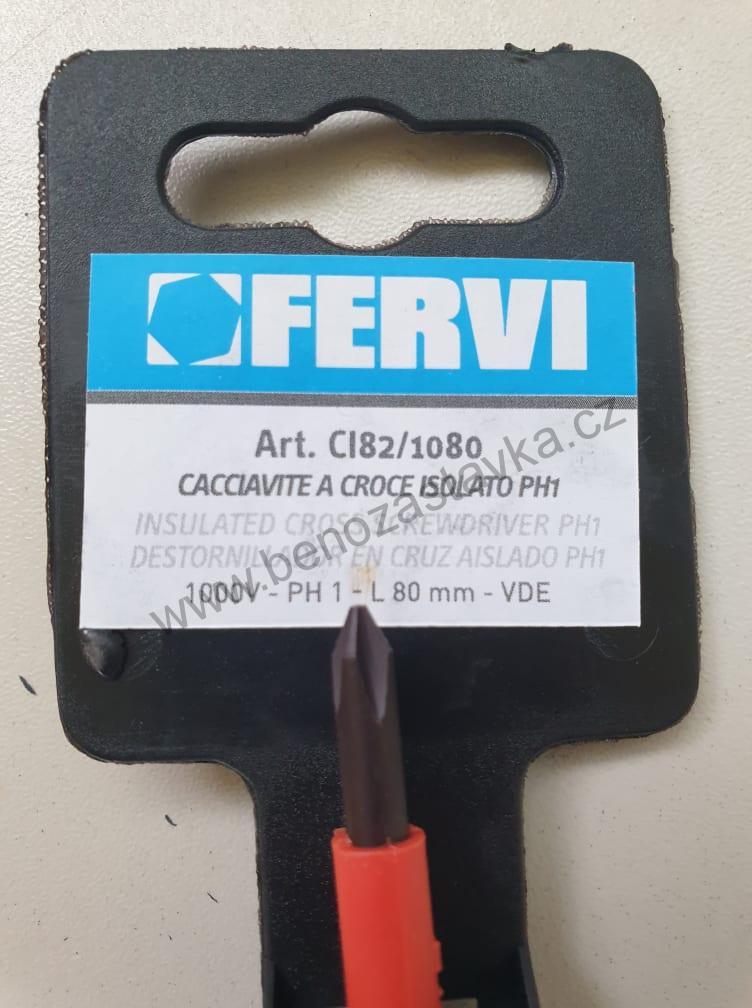 FERVI
Art. CI82/1080
CACCIAVITE A CROCE ISOLATO PH1
INSULATED CROSS SCREWDRIVER PH1
DESTORNILLADOR EN CRUZ AISLADO PH1
1000V - PH 1 - L 80 mm - VDE
www.benozastavka.cz